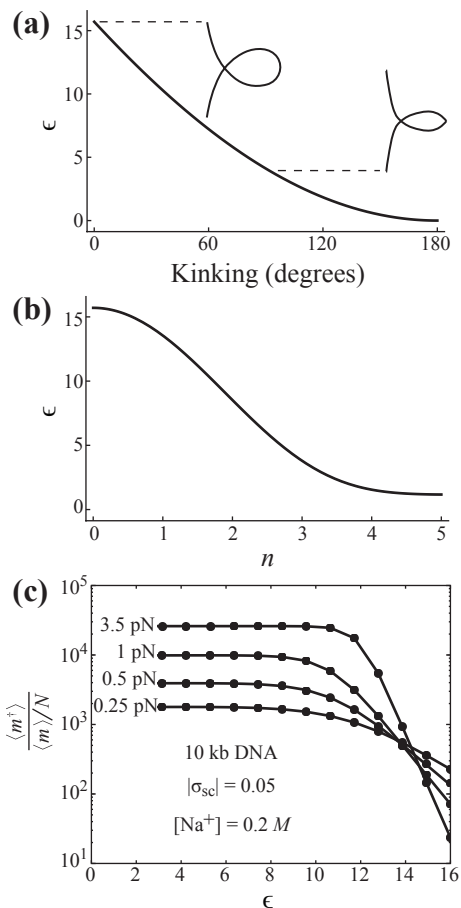 (a)
15
10
ϵ
5
0
0 60 120 180
Kinking (degrees)
(b)
15
10
ϵ
5
0
0 1 2 3 4 5
n
(c)
10^5
3.5 pN
10^4
1 pN
0.5 pN
⟨m†⟩
⟨m⟩/N
10^3
0.25 pN
10 kb DNA
|σsc| = 0.05
10^2
[Na+] = 0.2 M
10^1
0 2 4 6 8 10 12 14 16
ϵ